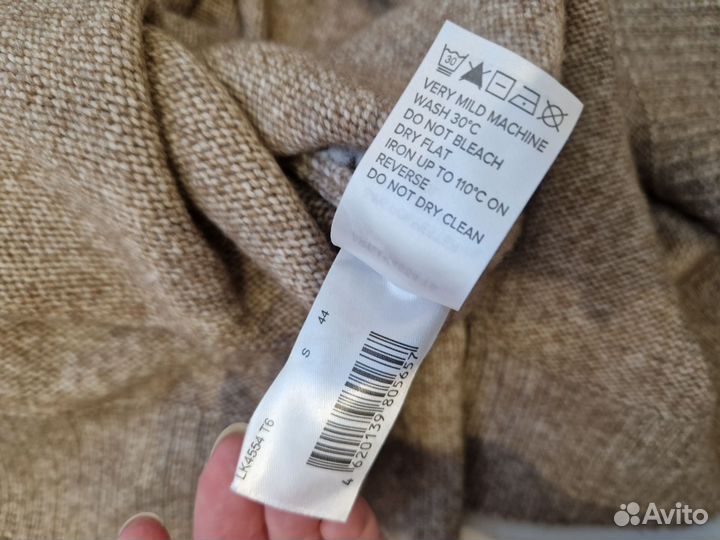 30
VERY MILD MACHINE
WASH 30°C
DO NOT BLEACH
DRY FLAT
IRON UP TO 110°C ON
REVERSE
DO NOT DRY CLEAN
S 44
LK4554 T6
4 620139 805657
Avito